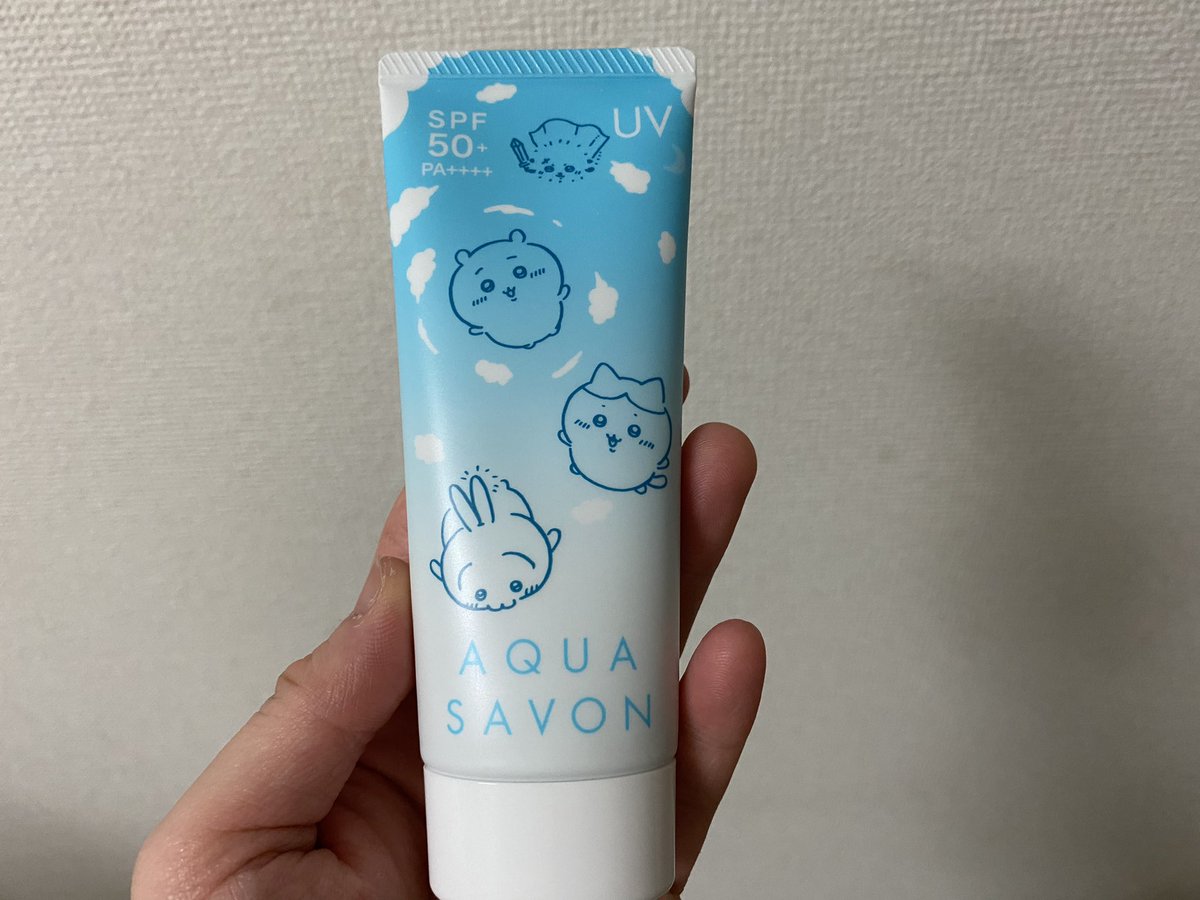 SPF
50+
PA++++
UV
AQUA
SAVON